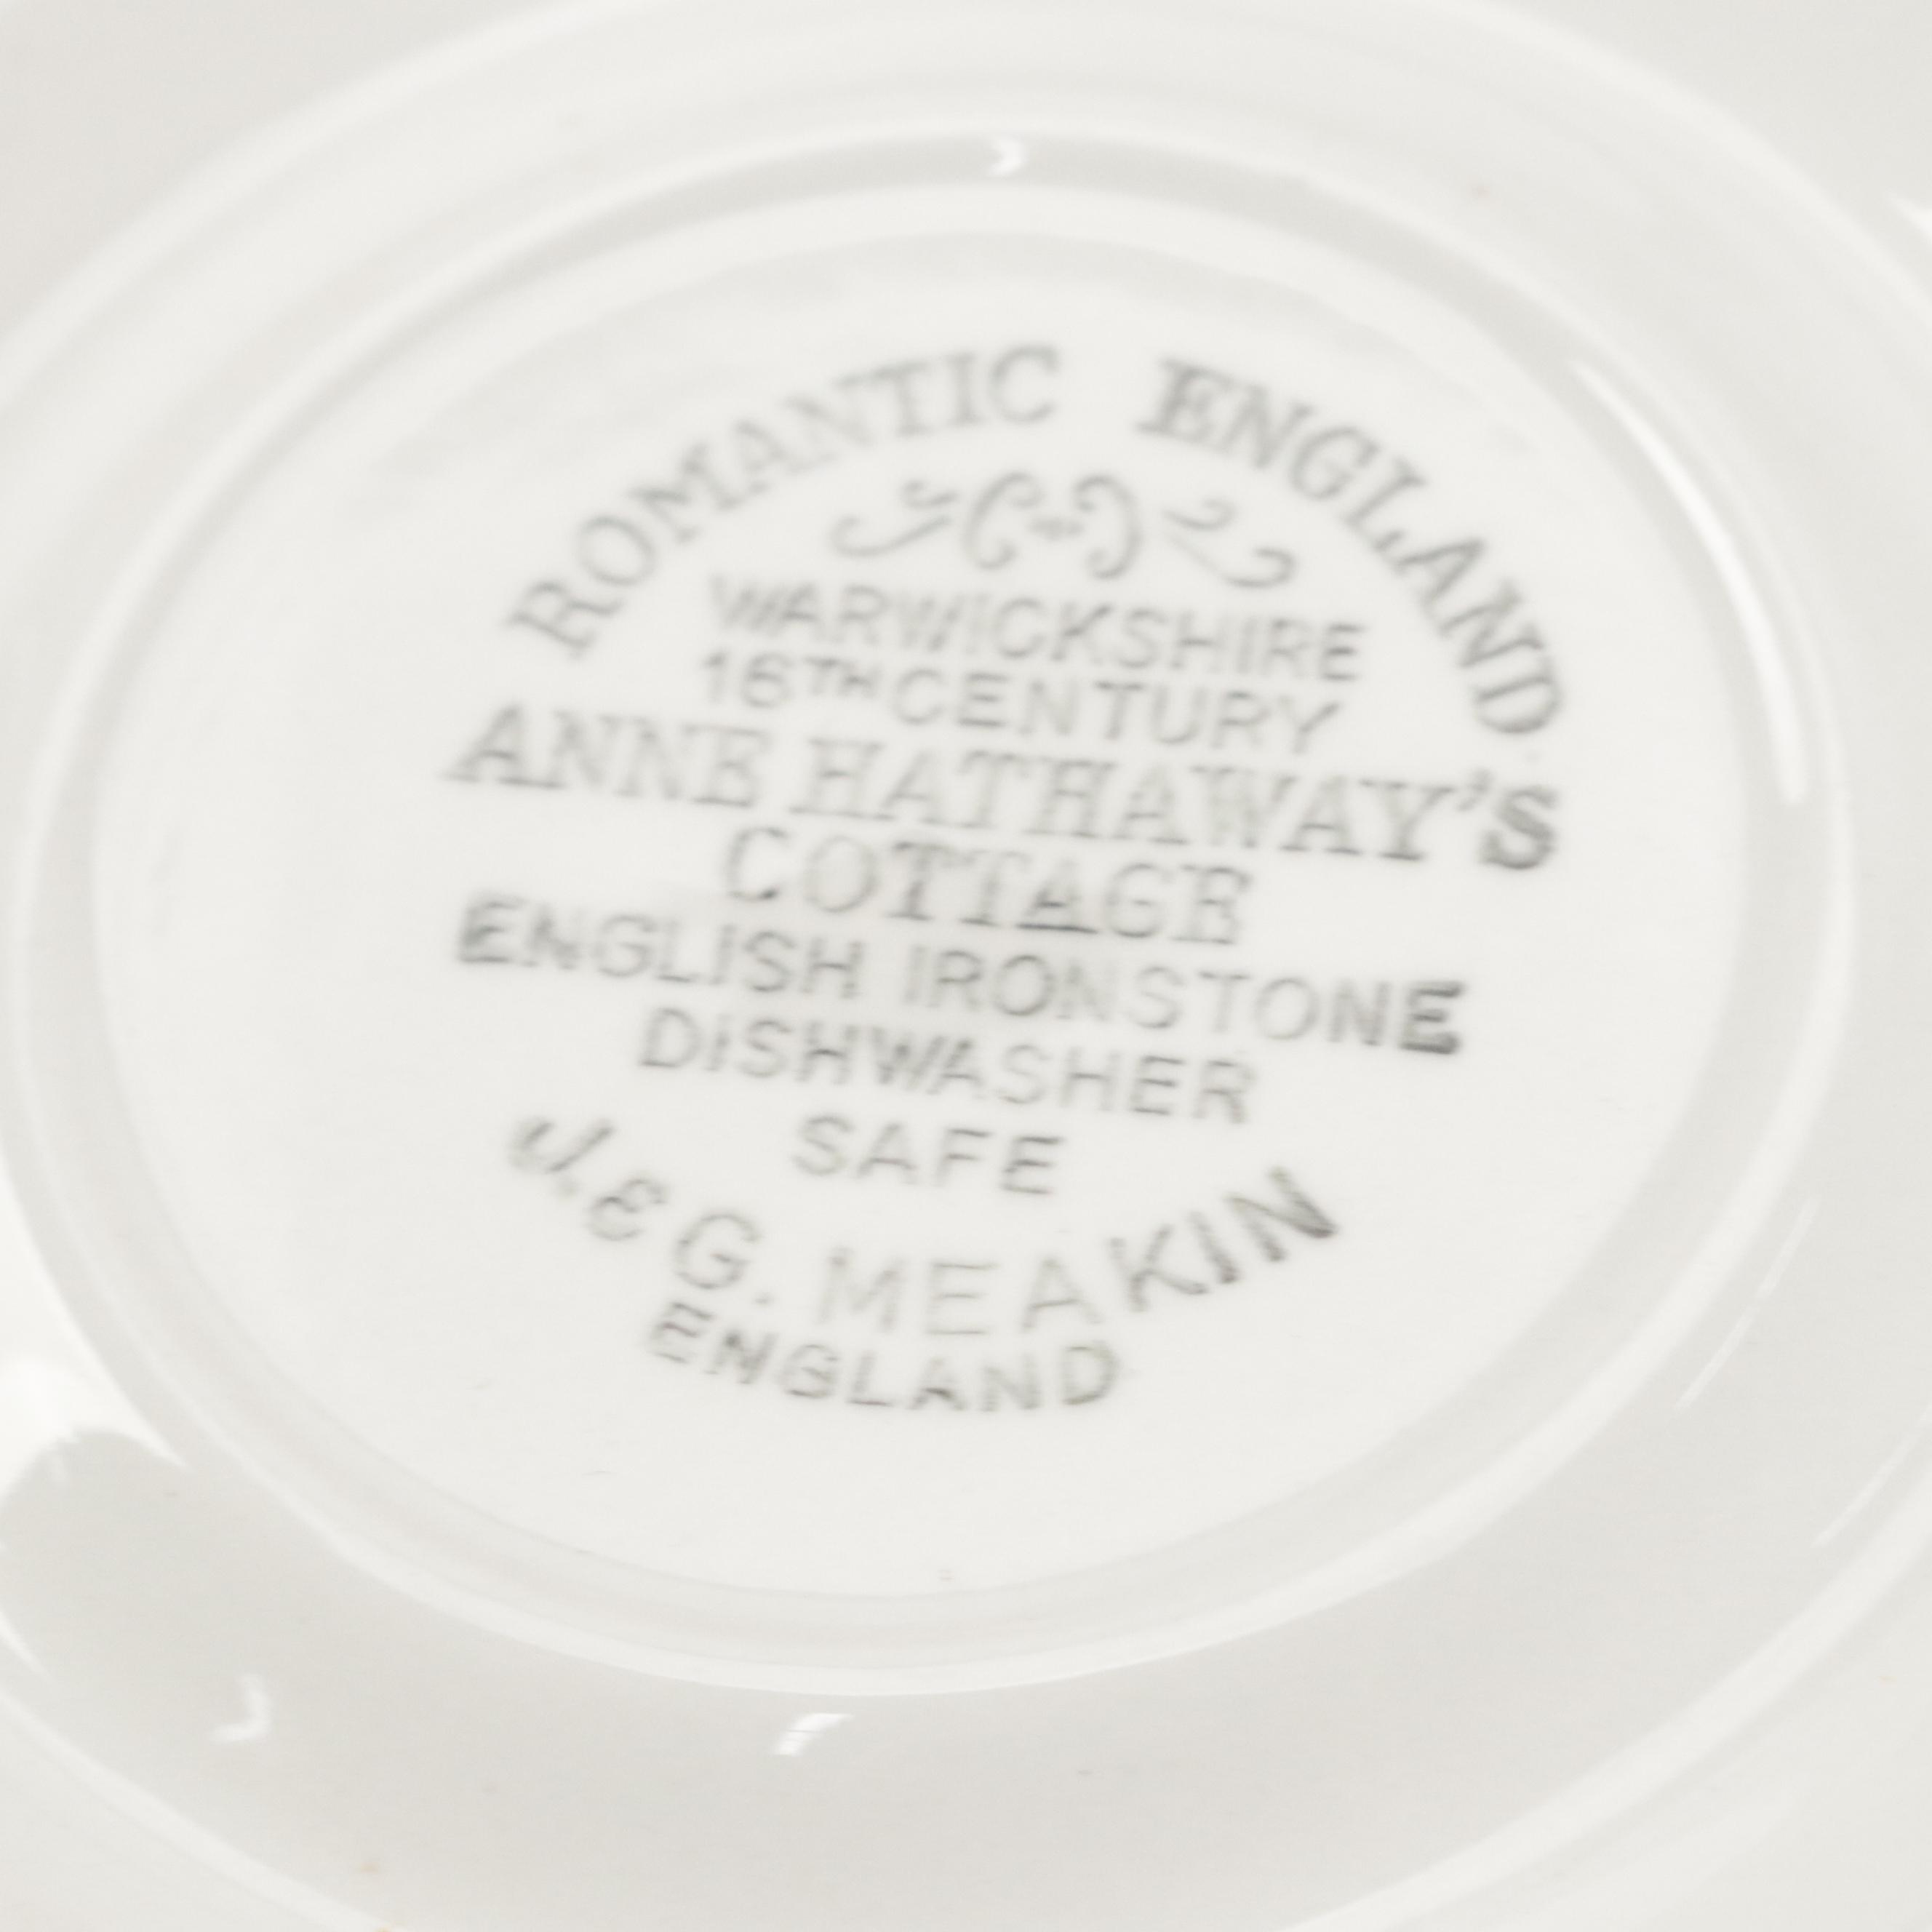 ROMANTIC ENGLAND
WARWICKSHIRE
16TH CENTURY
ANNE HATHAWAY'S
COTTAGE
ENGLISH IRONSTONE
DISHWASHER
SAFE
J. & G. MEAKIN
ENGLAND